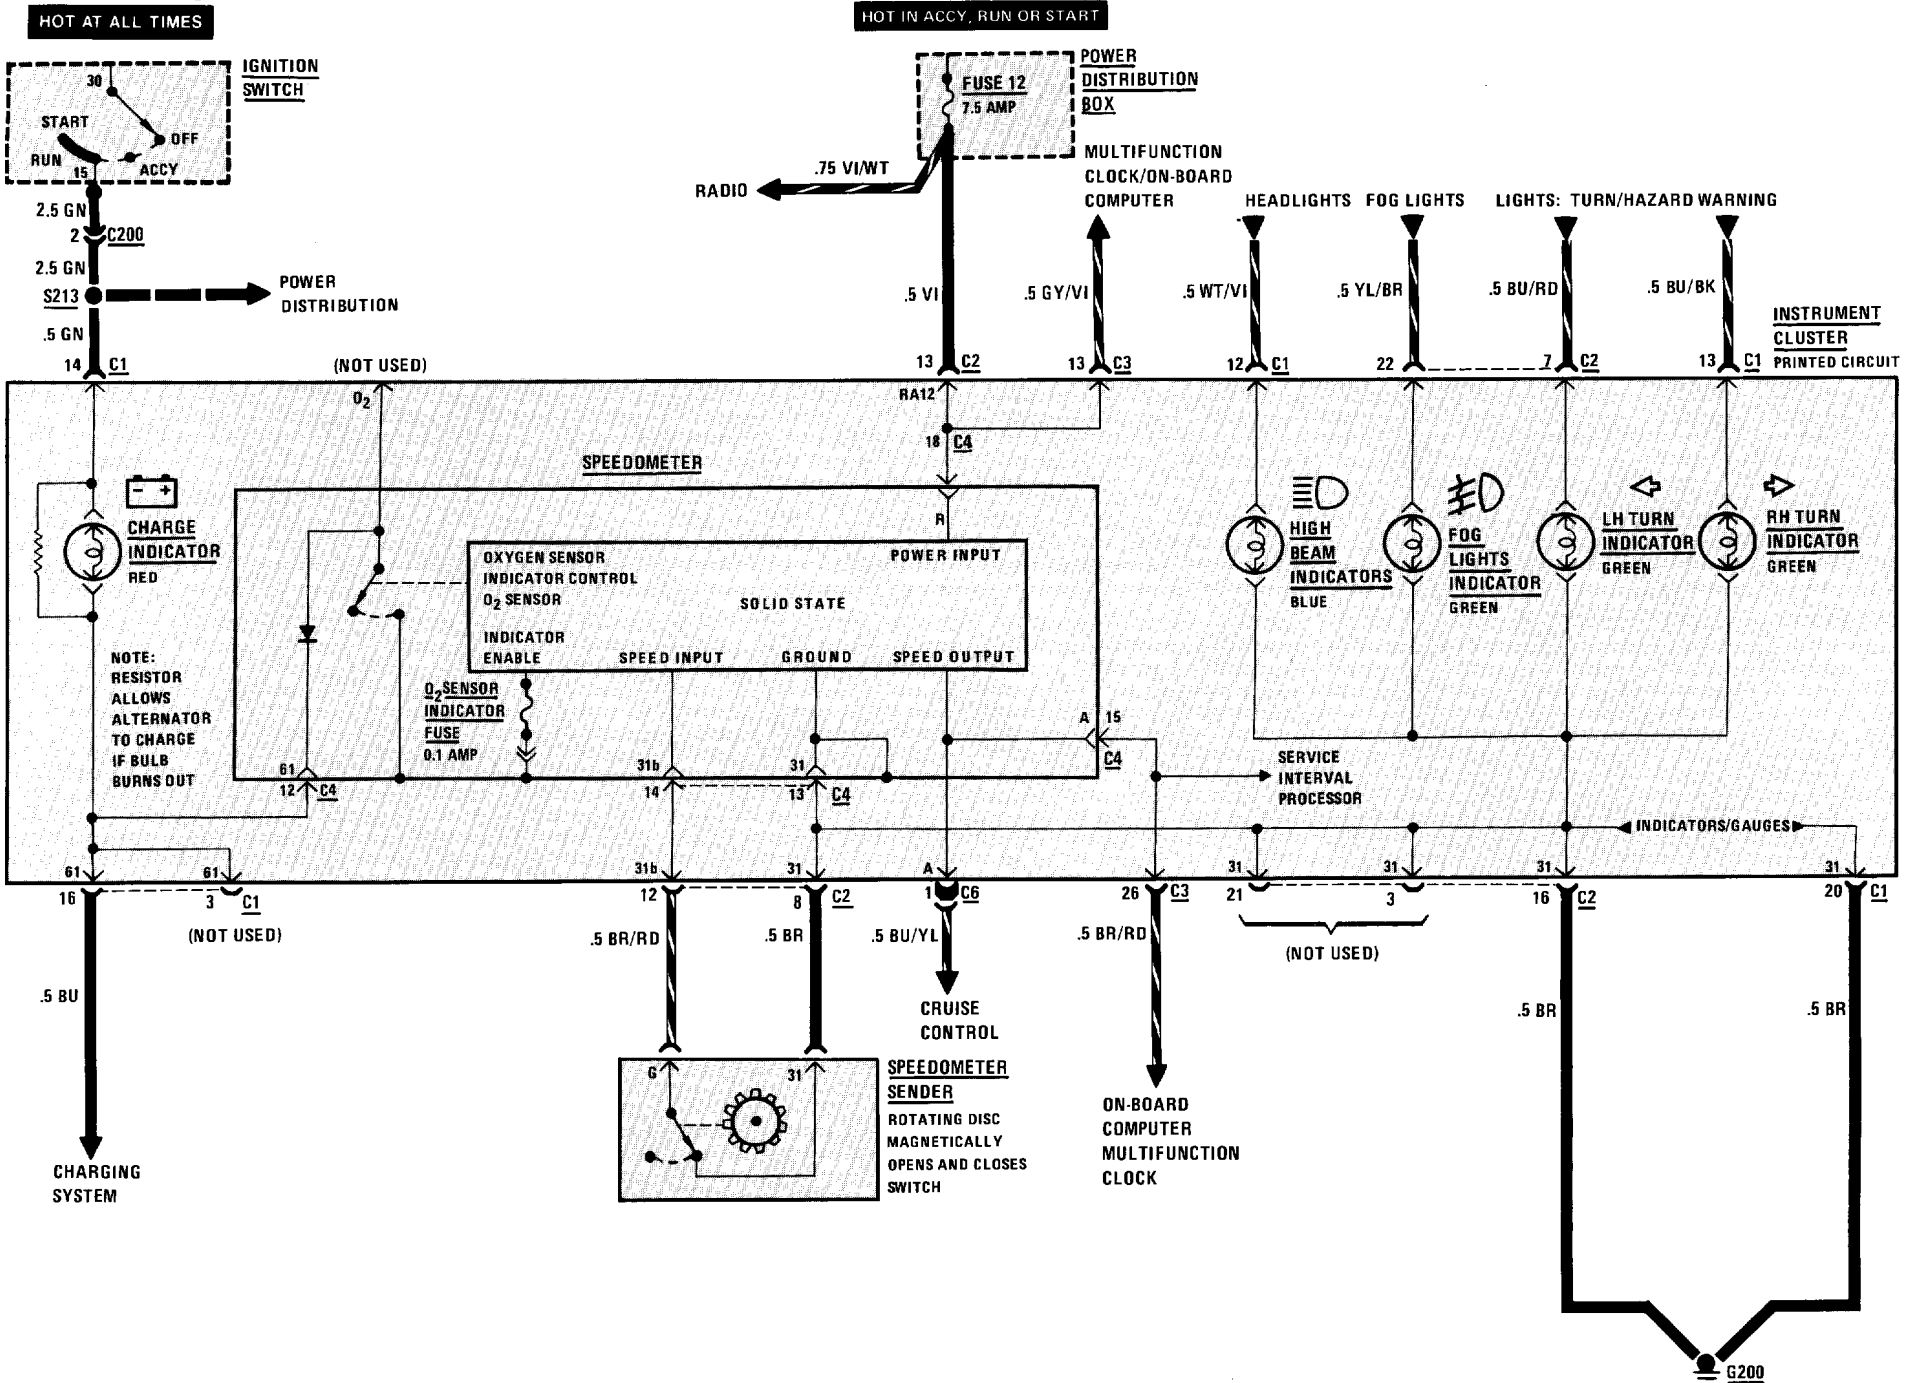 HOT AT ALL TIMES
HOT IN ACCY, RUN OR START
IGNITION
SWITCH
30
START
OFF
RUN
ACCY
15
2.5 GN
2
C200
2.5 GN
S213
POWER
DISTRIBUTION
.5 GN
14
C1
(NOT USED)
POWER
DISTRIBUTION
BOX
FUSE 12
7.5 AMP
.75 VI/WT
RADIO
MULTIFUNCTION
CLOCK/ON-BOARD
COMPUTER
HEADLIGHTS
FOG LIGHTS
LIGHTS: TURN/HAZARD WARNING
.5 VI
.5 GY/VI
.5 WT/VI
.5 YL/BR
.5 BU/RD
.5 BU/BK
INSTRUMENT
CLUSTER
PRINTED CIRCUIT
13
C2
13
C3
12
C1
22
7
C2
13
C1
O2
RA12
18
C4
SPEEDOMETER
R
- +
CHARGE
INDICATOR
RED
OXYGEN SENSOR
INDICATOR CONTROL
O2 SENSOR
POWER INPUT
SOLID STATE
INDICATOR
ENABLE
SPEED INPUT
GROUND
SPEED OUTPUT
HIGH
BEAM
INDICATORS
BLUE
FOG
LIGHTS
INDICATOR
GREEN
LH TURN
INDICATOR
GREEN
RH TURN
INDICATOR
GREEN
NOTE:
RESISTOR
ALLOWS
ALTERNATOR
TO CHARGE
IF BULB
BURNS OUT
O2 SENSOR
INDICATOR
FUSE
0.1 AMP
A
15
C4
SERVICE
INTERVAL
PROCESSOR
61
12
C4
31b
14
31
13
C4
INDICATORS/GAUGES
61
61
31b
31
A
31
31
31
31
16
3
C1
(NOT USED)
12
8
C2
1
C6
26
C3
21
3
16
C2
20
C1
(NOT USED)
.5 BU
.5 BR/RD
.5 BR
.5 BU/YL
.5 BR/RD
.5 BR
.5 BR
CRUISE
CONTROL
G
31
SPEEDOMETER
SENDER
ROTATING DISC
MAGNETICALLY
OPENS AND CLOSES
SWITCH
ON-BOARD
COMPUTER
MULTIFUNCTION
CLOCK
CHARGING
SYSTEM
G200